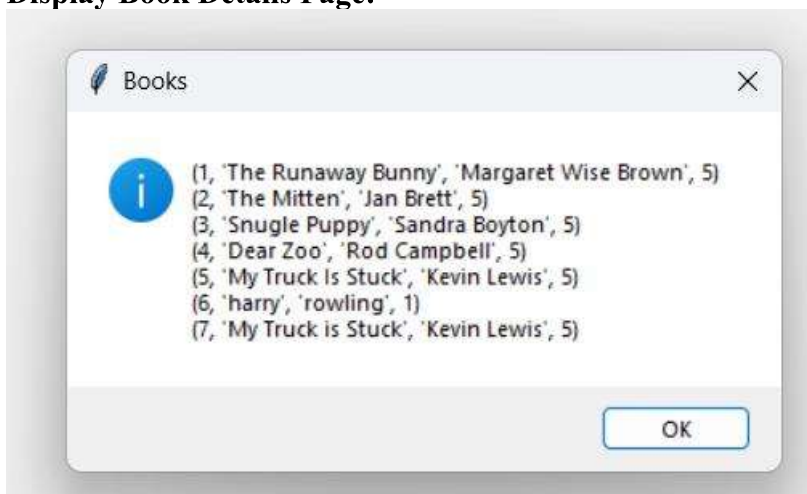 Display Book Details Page:
Books
(1, 'The Runaway Bunny', 'Margaret Wise Brown', 5)
(2, 'The Mitten', 'Jan Brett', 5)
(3, 'Snugle Puppy', 'Sandra Boyton', 5)
(4, 'Dear Zoo', 'Rod Campbell', 5)
(5, 'My Truck Is Stuck', 'Kevin Lewis', 5)
(6, 'harry', 'rowling', 1)
(7, 'My Truck is Stuck', 'Kevin Lewis', 5)
OK